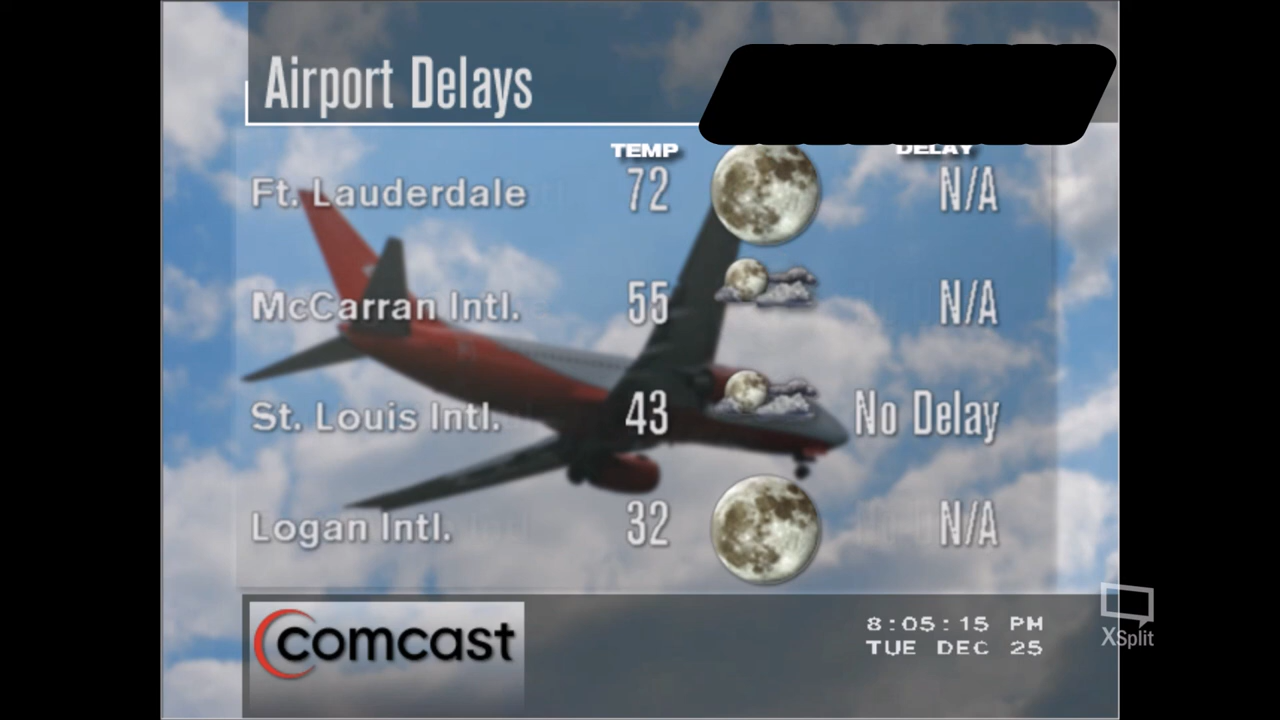 Airport Delays
TEMP DELAY
Ft. Lauderdale 72 N/A
McCarran Intl. 55 N/A
St. Louis Intl. 43 No Delay
Logan Intl. 32 N/A
comcast
8:05:15 PM
TUE DEC 25
XSplit